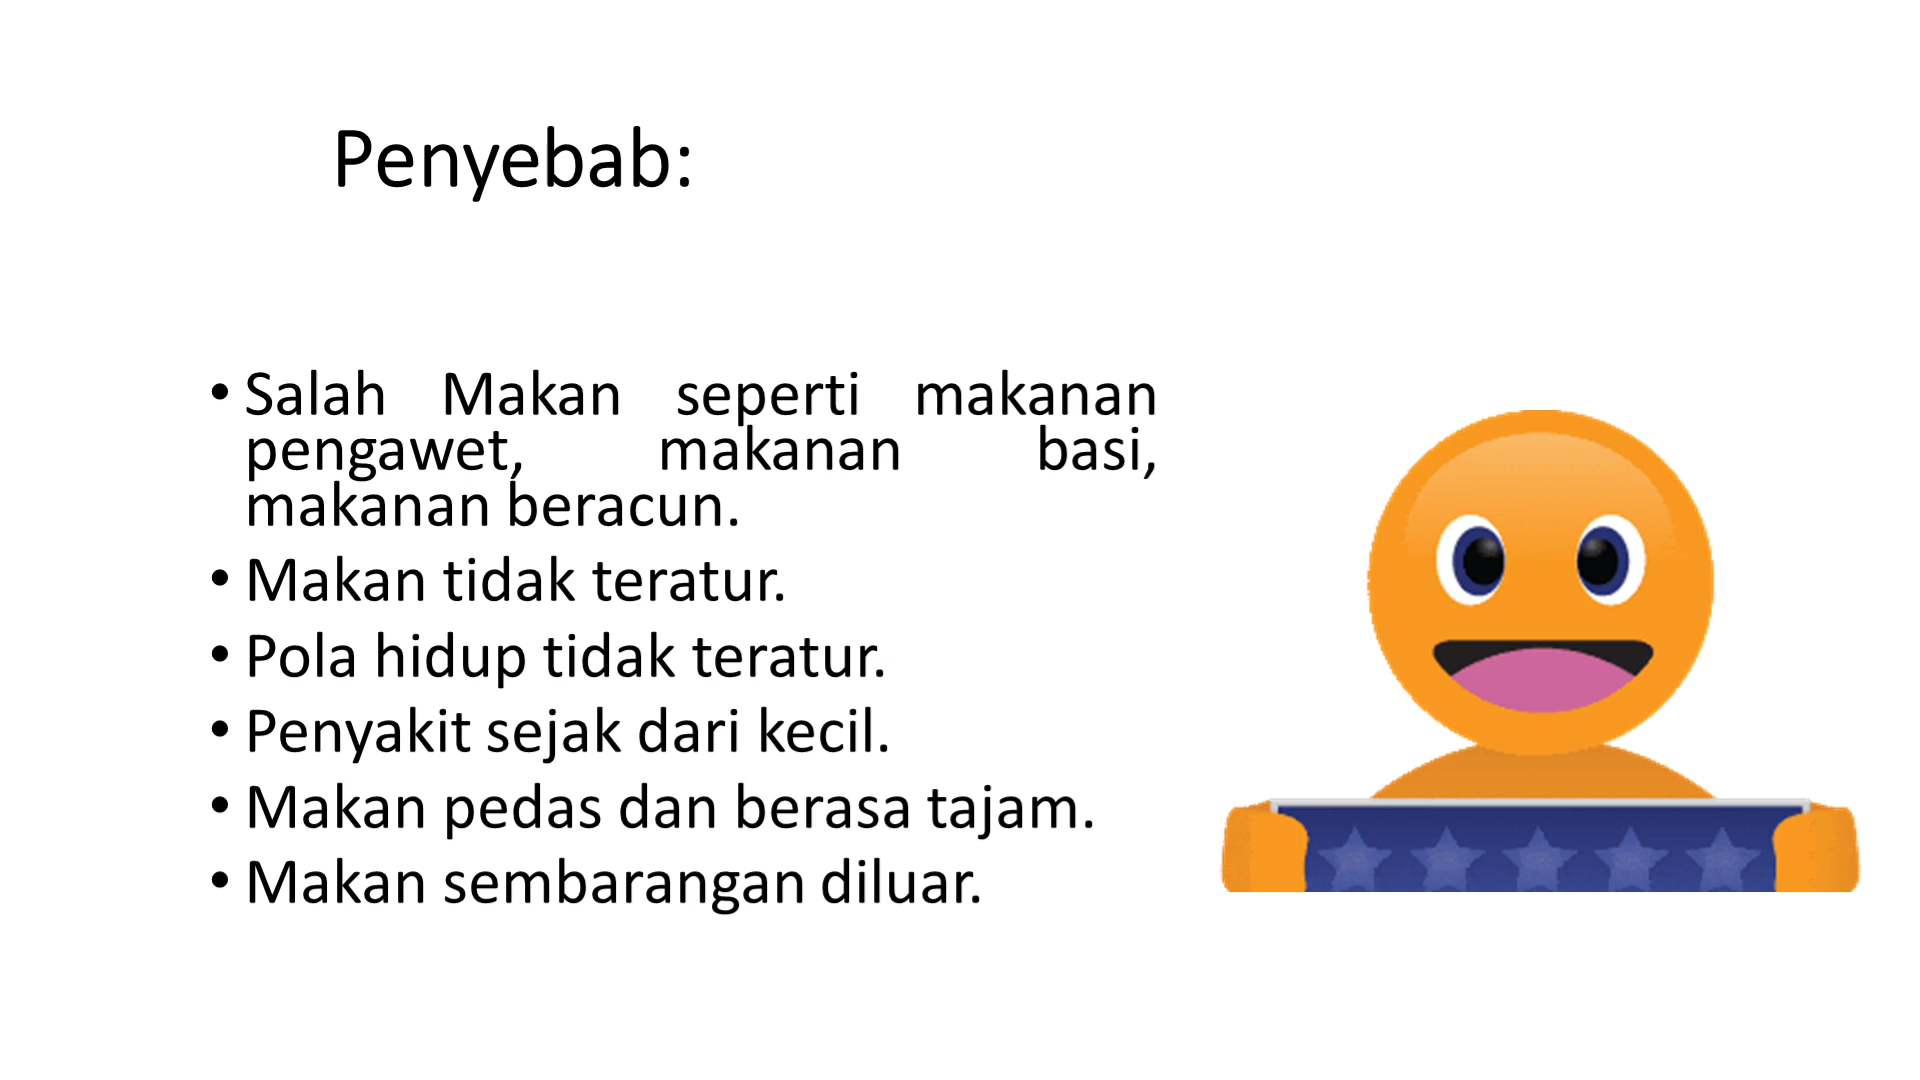 Penyebab:
• Salah Makan seperti makanan
pengawet, makanan basi,
makanan beracun.
• Makan tidak teratur.
• Pola hidup tidak teratur.
• Penyakit sejak dari kecil.
• Makan pedas dan berasa tajam.
• Makan sembarangan diluar.